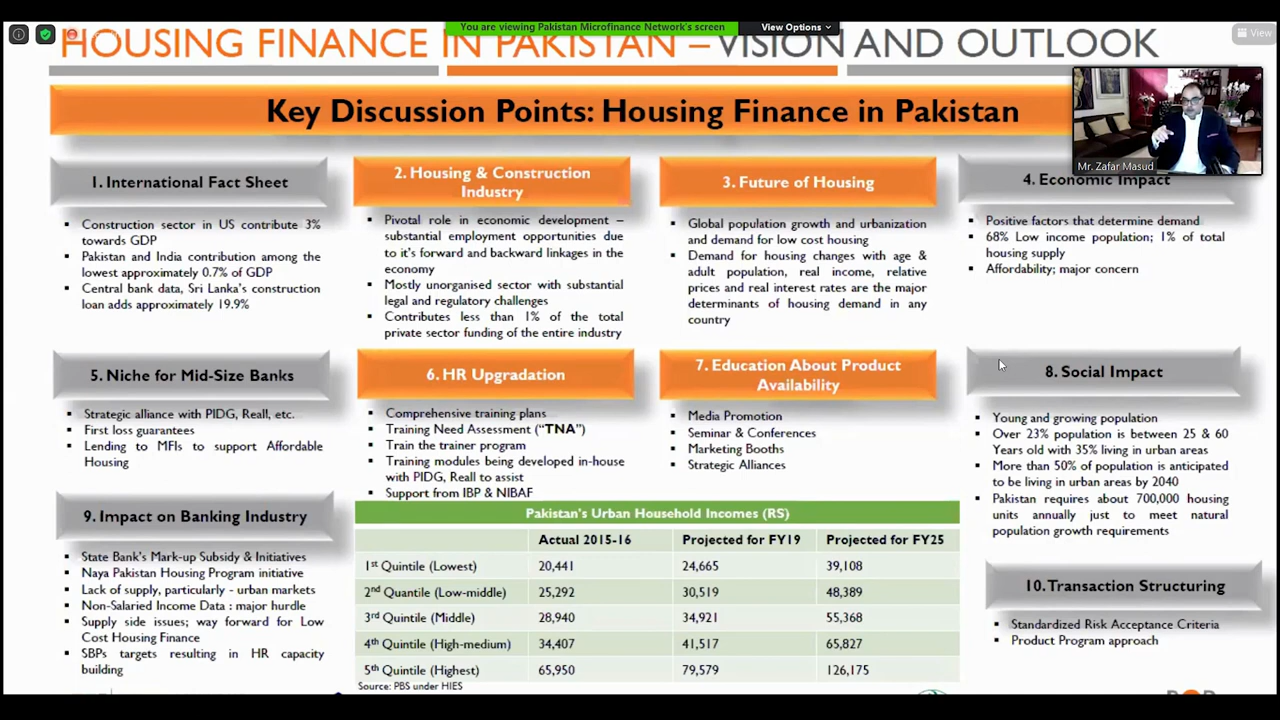 You are viewing Pakistan Microfinance Network's screen
View Options
View
HOUSING FINANCE IN PAKISTAN – VISION AND OUTLOOK
Key Discussion Points: Housing Finance in Pakistan
Mr. Zafar Masud
1. International Fact Sheet
Construction sector in US contribute 3%
towards GDP
Pakistan and India contribution among the
lowest approximately 0.7% of GDP
Central bank data, Sri Lanka's construction
loan adds approximately 19.9%
2. Housing & Construction
Industry
Pivotal role in economic development –
substantial employment opportunities due
to it's forward and backward linkages in the
economy
Mostly unorganised sector with substantial
legal and regulatory challenges
Contributes less than 1% of the total
private sector funding of the entire industry
3. Future of Housing
Global population growth and urbanization
and demand for low cost housing
Demand for housing changes with age &
adult population, real income, relative
prices and real interest rates are the major
determinants of housing demand in any
country
4. Economic Impact
Positive factors that determine demand
68% Low income population; 1% of total
housing supply
Affordability; major concern
5. Niche for Mid-Size Banks
Strategic alliance with PIDG, Reall, etc.
First loss guarantees
Lending to MFIs to support Affordable
Housing
6. HR Upgradation
Comprehensive training plans
Training Need Assessment ("TNA")
Train the trainer program
Training modules being developed in-house
with PIDG, Reall to assist
Support from IBP & NIBAF
7. Education About Product
Availability
Media Promotion
Seminar & Conferences
Marketing Booths
Strategic Alliances
8. Social Impact
Young and growing population
Over 23% population is between 25 & 60
Years old with 35% living in urban areas
More than 50% of population is anticipated
to be living in urban areas by 2040
Pakistan requires about 700,000 housing
units annually just to meet natural
population growth requirements
9. Impact on Banking Industry
State Bank's Mark-up Subsidy & Initiatives
Naya Pakistan Housing Program initiative
Lack of supply, particularly - urban markets
Non-Salaried Income Data : major hurdle
Supply side issues; way forward for Low
Cost Housing Finance
SBPs targets resulting in HR capacity
building
Pakistan's Urban Household Incomes (RS)
Actual 2015-16 Projected for FY19 Projected for FY25
1st Quintile (Lowest) 20,441 24,665 39,108
2nd Quantile (Low-middle) 25,292 30,519 48,389
3rd Quintile (Middle) 28,940 34,921 55,368
4th Quintile (High-medium) 34,407 41,517 65,827
5th Quintile (Highest) 65,950 79,579 126,175
Source: PBS under HIES
10. Transaction Structuring
Standardized Risk Acceptance Criteria
Product Program approach